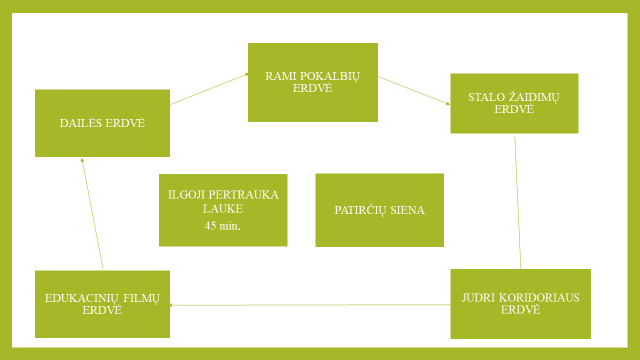 RAMI POKALBIŲ
ERDVĖ
STALO ŽAIDIMŲ
ERDVĖ
DAILĖS ERDVĖ
ILGOJI PERTRAUKA
LAUKE
45 min.
PATIRČIŲ SIENA
EDUKACINIŲ FILMŲ
ERDVĖ
JUDRI KORIDORIAUS
ERDVĖ